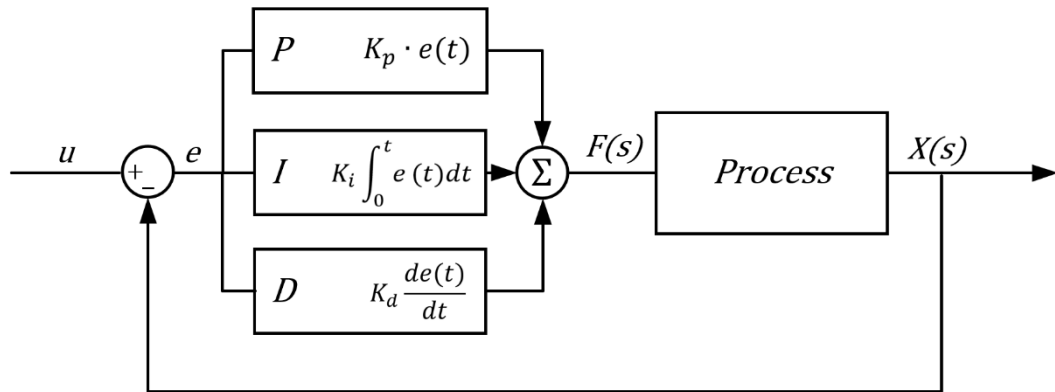 P K_p · e(t)
u
+
−
e
I K_i ∫_0^t e (t)dt
Σ
F(s)
Process
X(s)
D K_d de(t)/dt